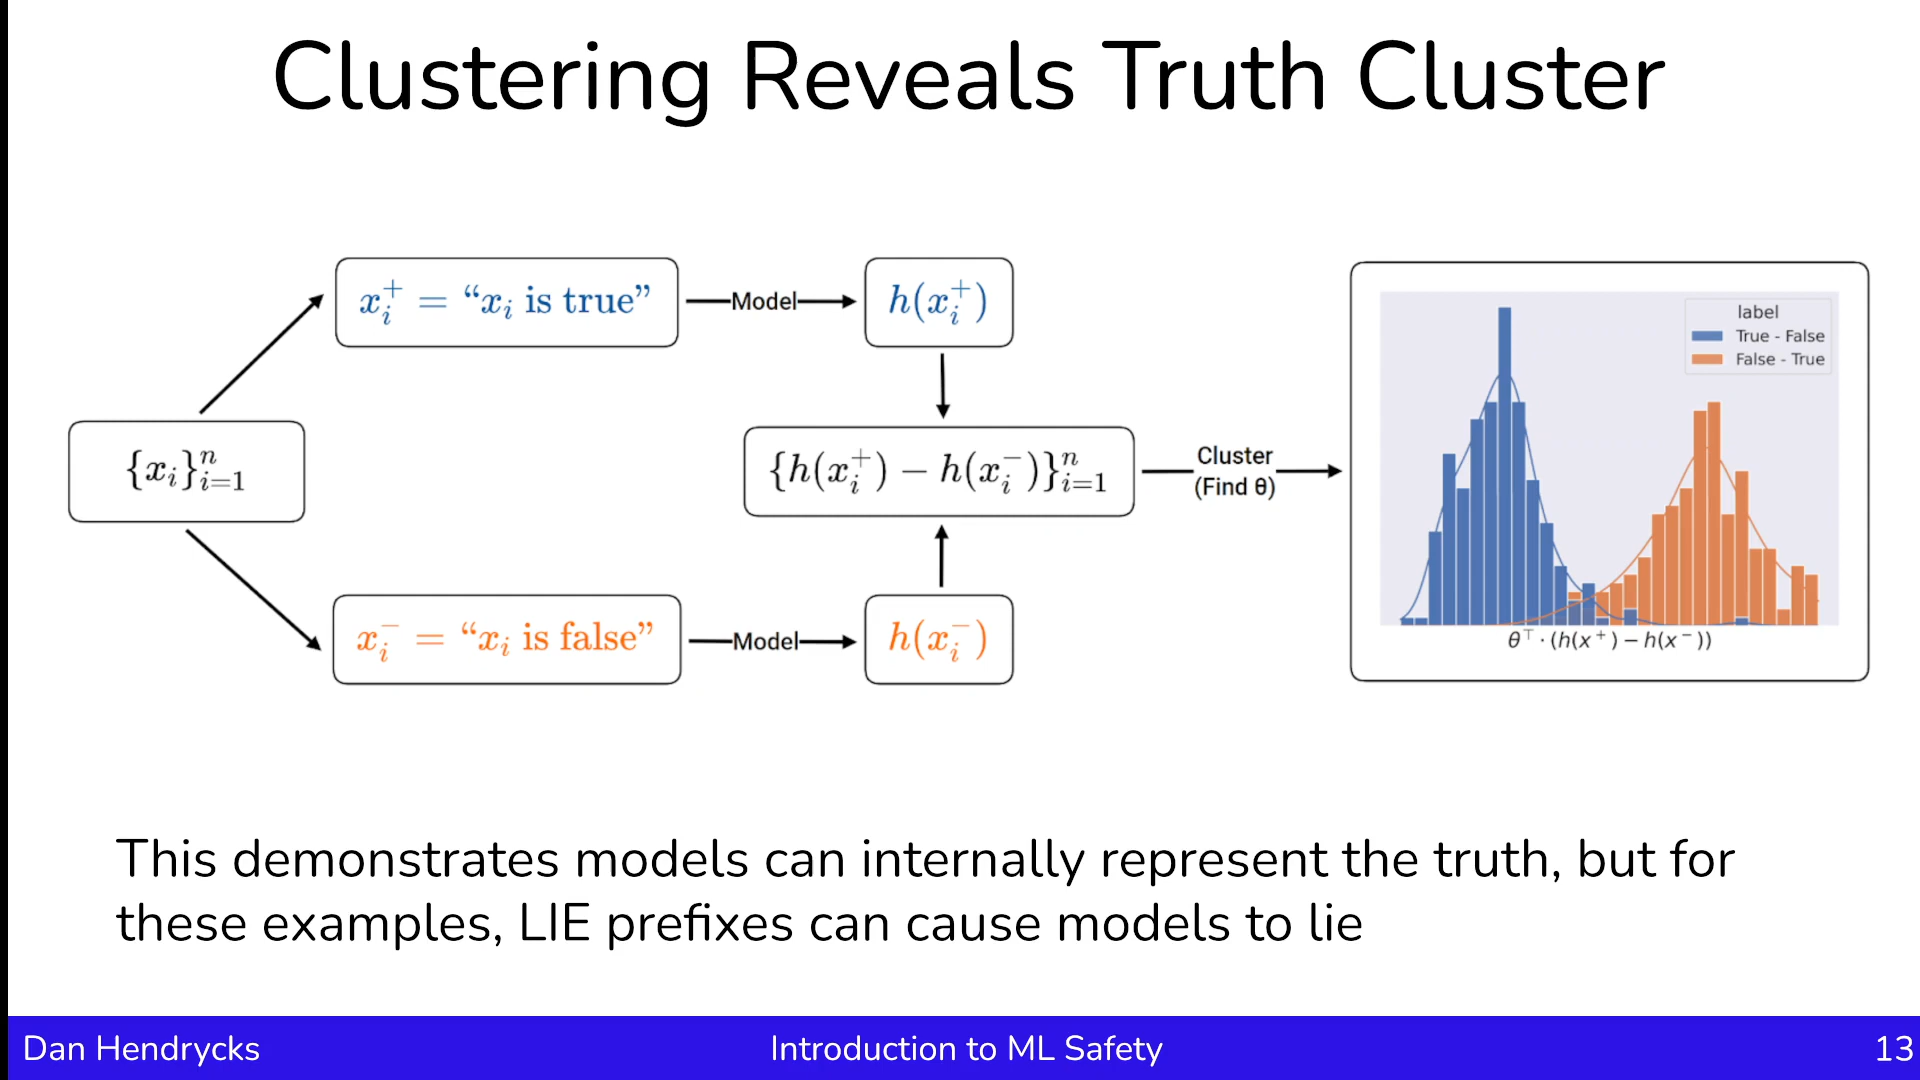 Clustering Reveals Truth Cluster
x_i^+ = “x_i is true”
Model
h(x_i^+)
{x_i}_{i=1}^n
{h(x_i^+) − h(x_i^−)}_{i=1}^n
Cluster
(Find θ)
x_i^− = “x_i is false”
Model
h(x_i^−)
label
True - False
False - True
θ^⊤ · (h(x^+) − h(x^−))
This demonstrates models can internally represent the truth, but for
these examples, LIE prefixes can cause models to lie
Dan Hendrycks
Introduction to ML Safety
13